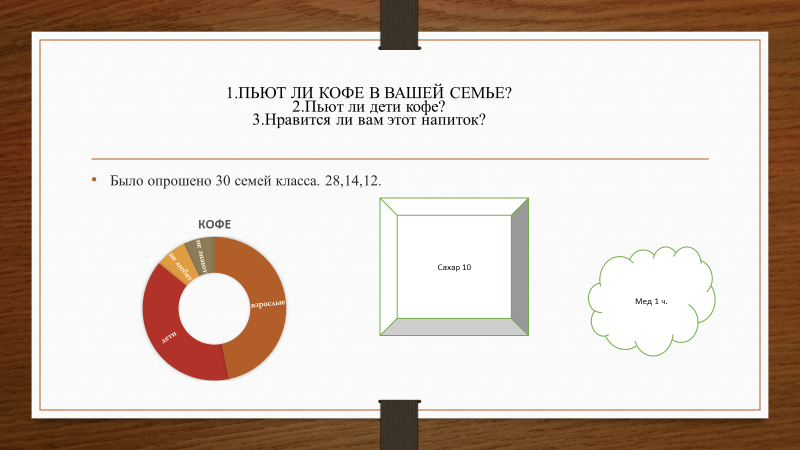 1.ПЬЮТ ЛИ КОФЕ В ВАШЕЙ СЕМЬЕ?
2.Пьют ли дети кофе?
3.Нравится ли вам этот напиток?
• Было опрошено 30 семей класса. 28,14,12.
КОФЕ
не знают
не любят
взрослые
дети
Сахар 10
Мед 1 ч.